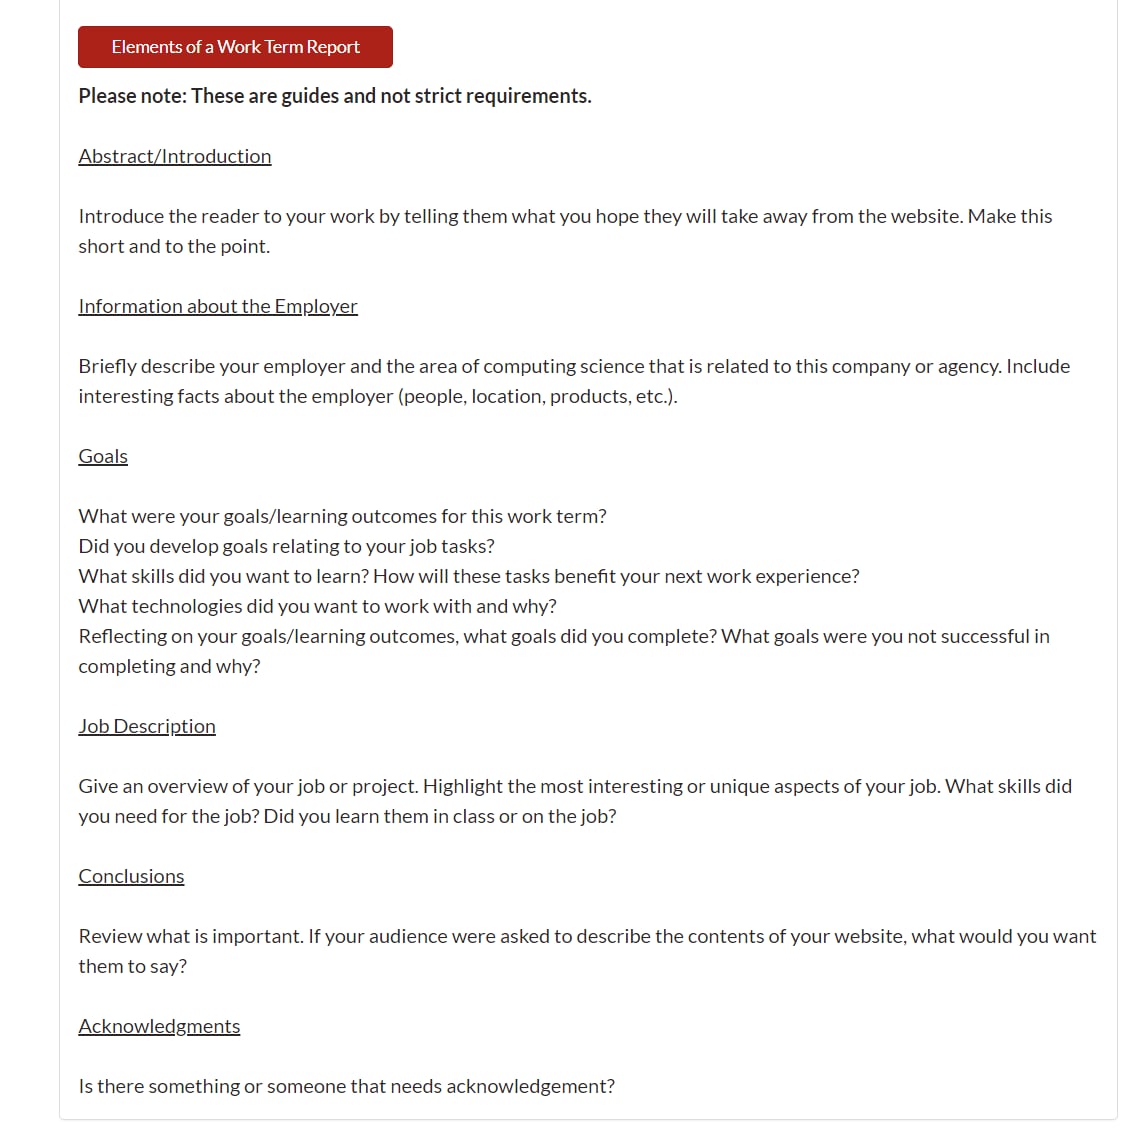 Elements of a Work Term Report
Please note: These are guides and not strict requirements.
Abstract/Introduction
Introduce the reader to your work by telling them what you hope they will take away from the website. Make this
short and to the point.
Information about the Employer
Briefly describe your employer and the area of computing science that is related to this company or agency. Include
interesting facts about the employer (people, location, products, etc.).
Goals
What were your goals/learning outcomes for this work term?
Did you develop goals relating to your job tasks?
What skills did you want to learn? How will these tasks benefit your next work experience?
What technologies did you want to work with and why?
Reflecting on your goals/learning outcomes, what goals did you complete? What goals were you not successful in
completing and why?
Job Description
Give an overview of your job or project. Highlight the most interesting or unique aspects of your job. What skills did
you need for the job? Did you learn them in class or on the job?
Conclusions
Review what is important. If your audience were asked to describe the contents of your website, what would you want
them to say?
Acknowledgments
Is there something or someone that needs acknowledgement?